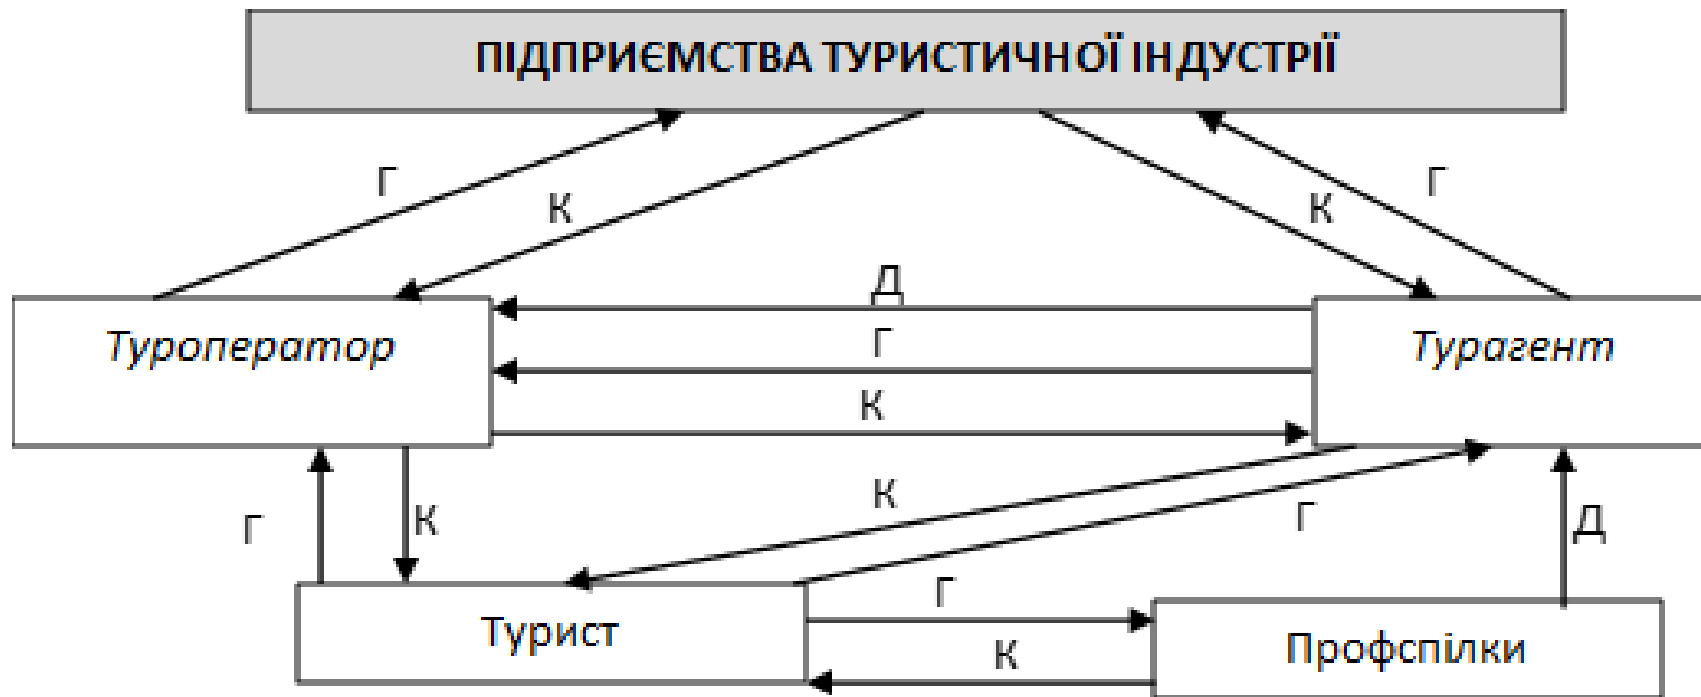 ПІДПРИЄМСТВА ТУРИСТИЧНОЇ ІНДУСТРІЇ
Г
К
К
Г
Д
Туроператор
Г
Турагент
К
К
Г
К
Г
Д
Г
Турист
К
Профспілки